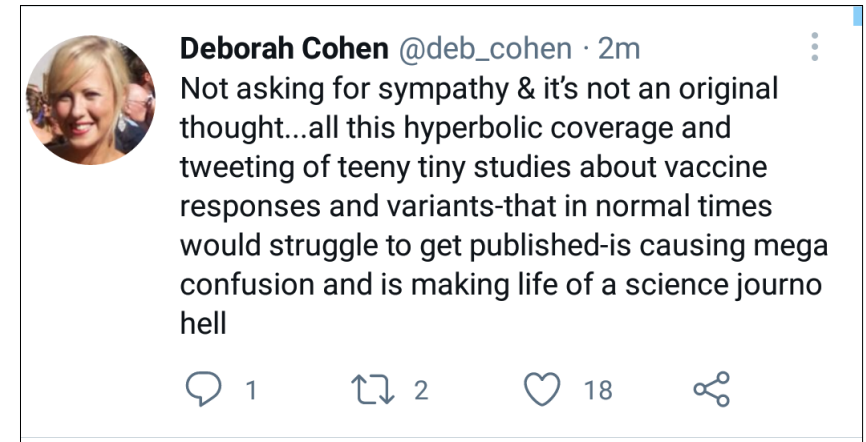 Deborah Cohen @deb_cohen · 2m
Not asking for sympathy & it's not an original
thought...all this hyperbolic coverage and
tweeting of teeny tiny studies about vaccine
responses and variants-that in normal times
would struggle to get published-is causing mega
confusion and is making life of a science journo
hell
1 2 18